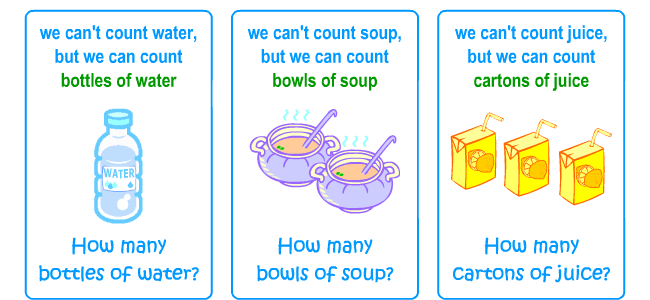 we can't count water,
but we can count
bottles of water
WATER
How many
bottles of water?
we can't count soup,
but we can count
bowls of soup
How many
bowls of soup?
we can't count juice,
but we can count
cartons of juice
How many
cartons of juice?